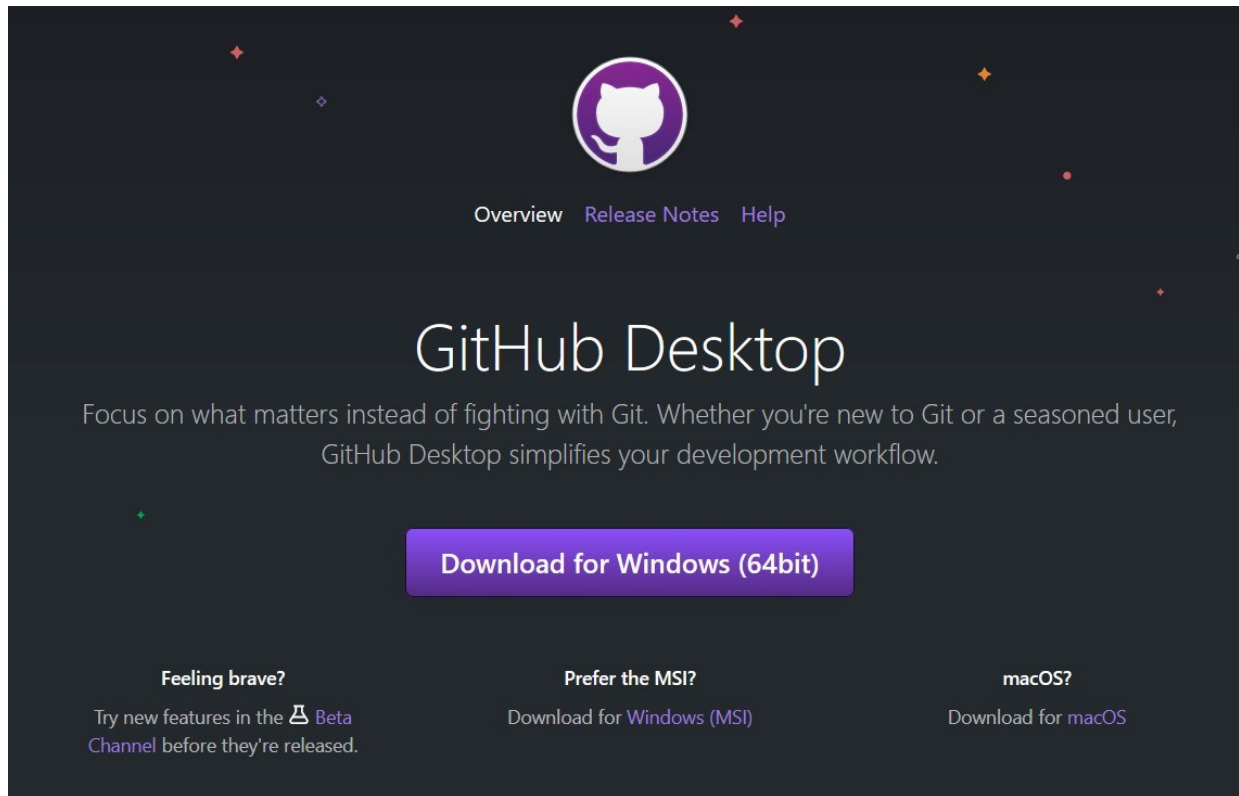 Overview Release Notes Help
GitHub Desktop
Focus on what matters instead of fighting with Git. Whether you're new to Git or a seasoned user,
GitHub Desktop simplifies your development workflow.
Download for Windows (64bit)
Feeling brave?
Try new features in the Beta
Channel before they're released.
Prefer the MSI?
Download for Windows (MSI)
macOS?
Download for macOS